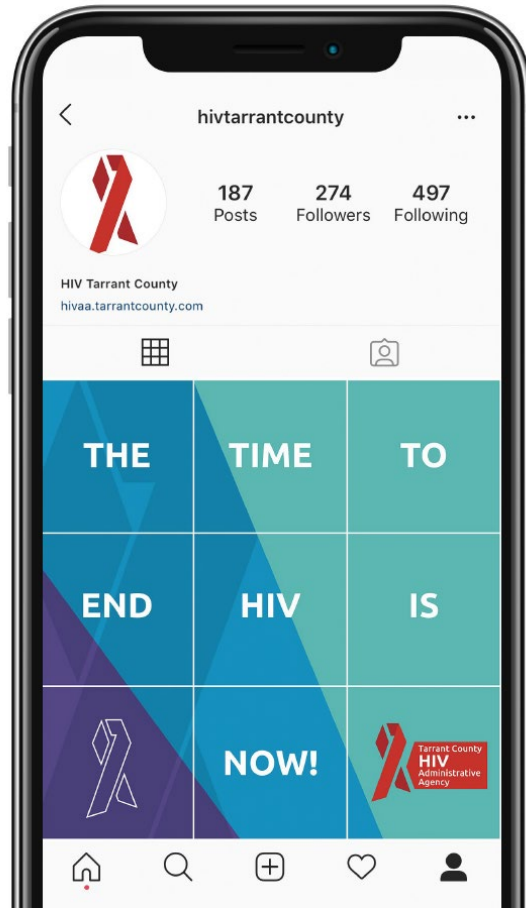 hivtarrantcounty
187 274 497
Posts Followers Following
HIV Tarrant County
hivaa.tarrantcounty.com
THE TIME TO
END HIV IS
NOW!
Tarrant County
HIV
Administrative
Agency